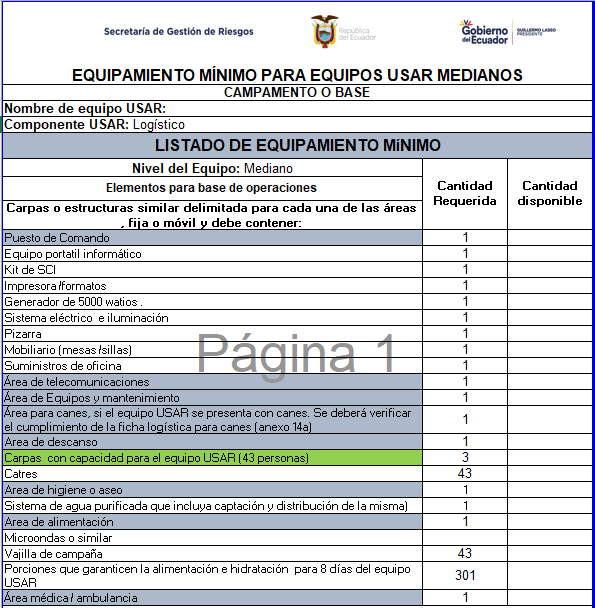 Secretaría de Gestión de Riesgos
República
del Ecuador
Gobierno
del Ecuador
GUILLERMO LASSO
PRESIDENTE
EQUIPAMIENTO MÍNIMO PARA EQUIPOS USAR MEDIANOS
CAMPAMENTO O BASE
Nombre de equipo USAR:
Componente USAR: Logístico
LISTADO DE EQUIPAMIENTO MíNIMO
Nivel del Equipo: Mediano
Elementos para base de operaciones
Carpas o estructuras similar delimitada para cada una de las áreas
, fija o móvil y debe contener:
Cantidad
Requerida
Cantidad
disponible
Puesto de Comando 1
Equipo portatil informático 1
Kit de SCI 1
Impresora/formatos 1
Generador de 5000 watios . 1
Sistema eléctrico e iluminación 1
Pizarra 1
Mobiliario (mesas/sillas) 1
Suministros de oficina 1
Página 1
Área de telecomunicaciones 1
Área de Equipos y mantenimiento 1
Área para canes, si el equipo USAR se presenta con canes. Se deberá verificar
el cumplimiento de la ficha logística para canes (anexo 14a) 1
Area de descanso 1
Carpas con capacidad para el equipo USAR (43 personas) 3
Catres 43
Area de higiene o aseo 1
Sistema de agua purificada que incluya captación y distribución de la misma) 1
Area de alimentación 1
Microondas o similar
Vajilla de campaña 43
Porciones que garanticen la alimentación e hidratación para 8 días del equipo
USAR 301
Área médica/ ambulancia 1